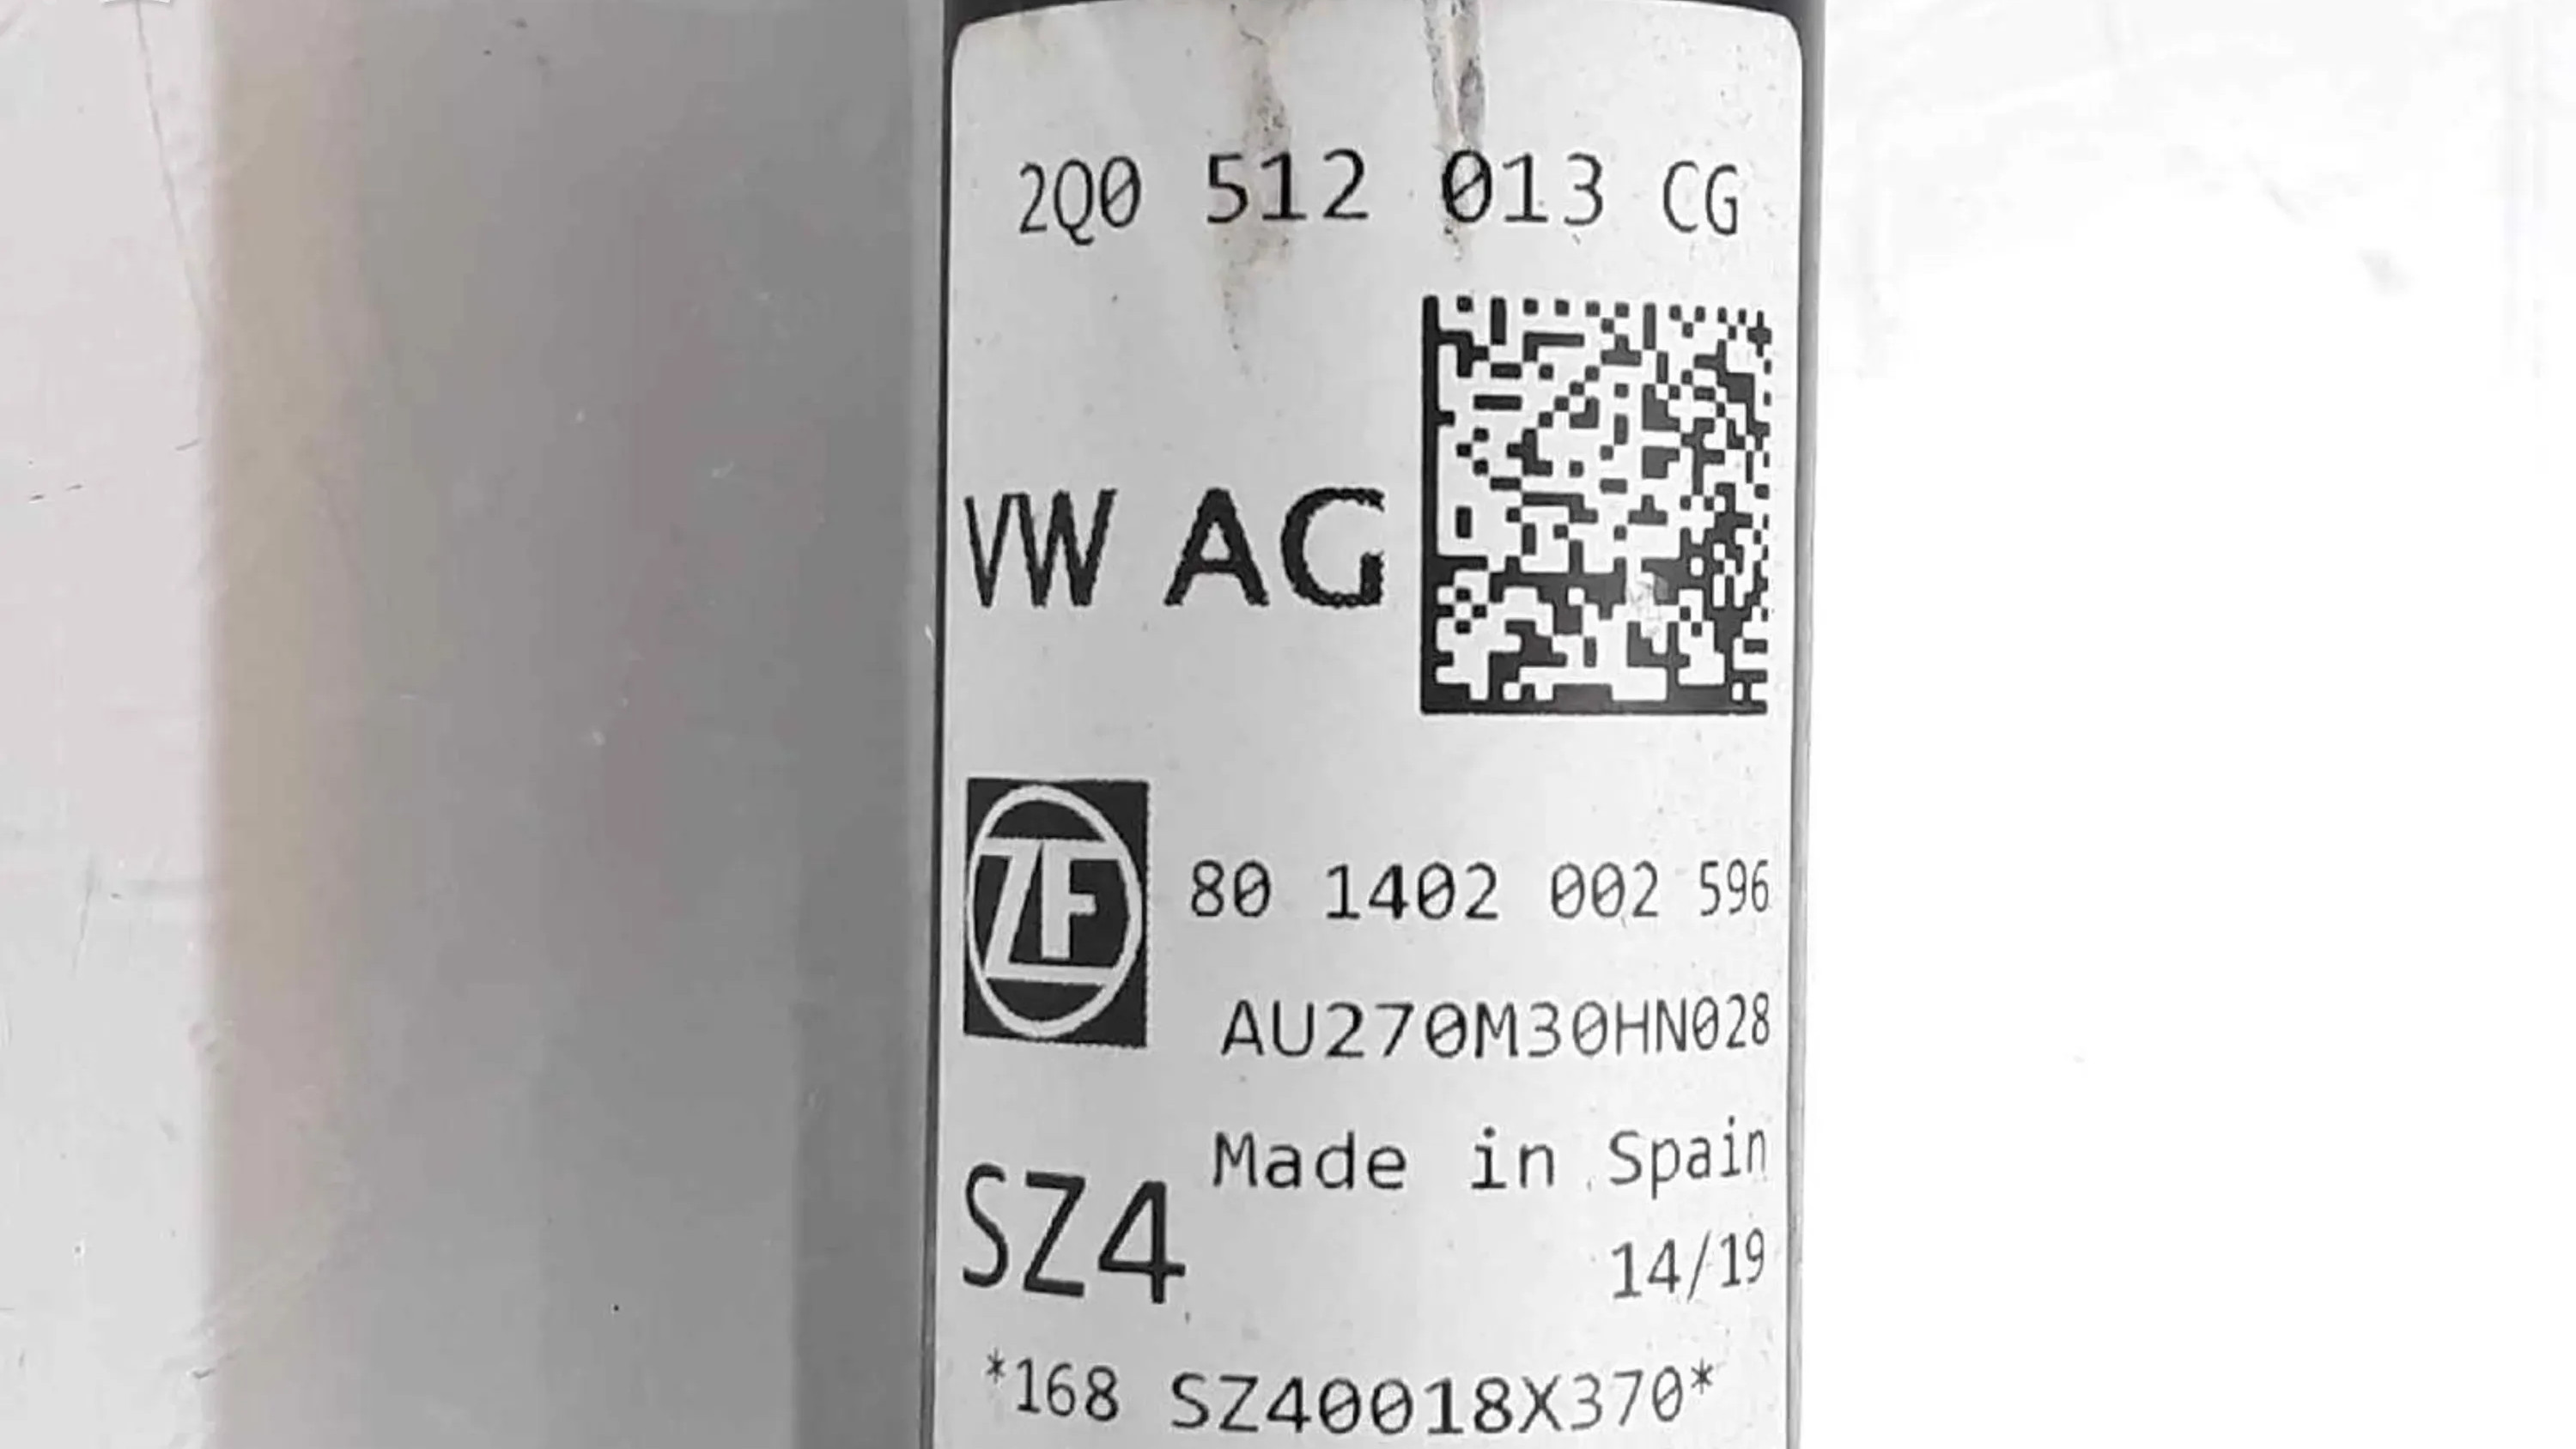 2Q0 512 013 CG
VW AG
ZF
80 1402 002 596
AU270M30HN028
Made in Spain
SZ4
14/19
*168 SZ40018X370*